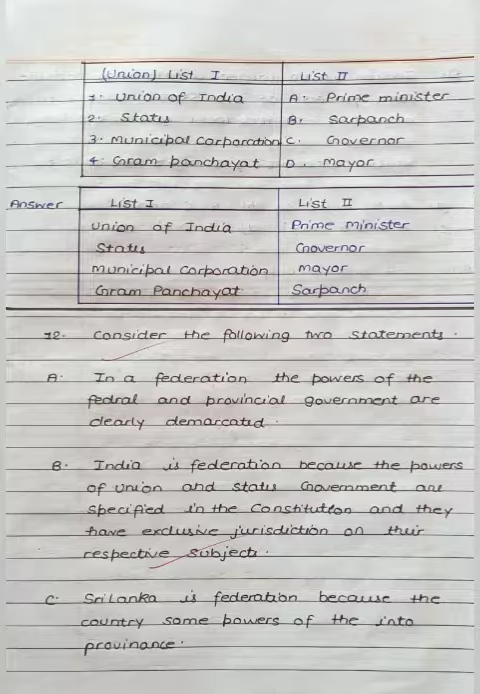 (Union) List I List II
1. Union of India A. Prime minister
2. States B. Sarpanch
3. Municipal Corporation C. Governor
4. Gram panchayat D. Mayor
Answer List I List II
Union of India Prime minister
States Governor
municipal corporation mayor
Gram Panchayat Sarpanch
12. Consider the following two statements.
A. In a federation the powers of the
fedral and provincial government are
clearly demarcated.
B. India is federation because the powers
of union and states Government are
specified in the Constitution and they
have exclusive jurisdiction on their
respective subjects.
C. Srilanka is federation because the
country some powers of the into
provinance.